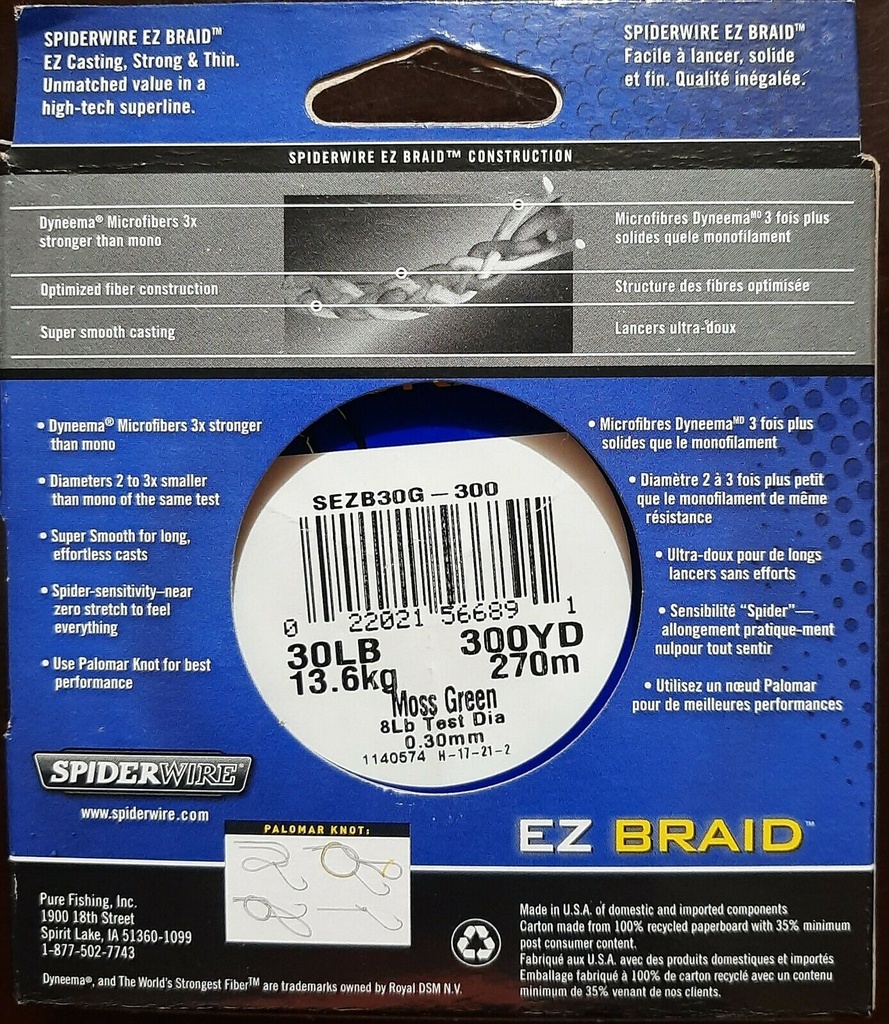 SPIDERWIRE EZ BRAID™
EZ Casting, Strong & Thin.
Unmatched value in a
high-tech superline.
SPIDERWIRE EZ BRAID™
Facile à lancer, solide
et fin. Qualité inégalée.
SPIDERWIRE EZ BRAID™ CONSTRUCTION
Dyneema® Microfibers 3x
stronger than mono
Optimized fiber construction
Super smooth casting
Microfibres Dyneemaᴹᴰ 3 fois plus
solides quele monofilament
Structure des fibres optimisée
Lancers ultra-doux
• Dyneema® Microfibers 3x stronger
than mono
• Diameters 2 to 3x smaller
than mono of the same test
• Super Smooth for long,
effortless casts
• Spider-sensitivity–near
zero stretch to feel
everything
• Use Palomar Knot for best
performance
SEZB30G – 300
0 22021 56689 1
30LB 300YD
13.6kg 270m
Moss Green
8Lb Test Dia
0.30mm
1140574 H-17-21-2
• Microfibres Dyneemaᴹᴰ 3 fois plus
solides que le monofilament
• Diamètre 2 à 3 fois plus petit
que le monofilament de même
résistance
• Ultra-doux pour de longs
lancers sans efforts
• Sensibilité “Spider”—
allongement pratique-ment
nulpour tout sentir
• Utilisez un nœud Palomar
pour de meilleures performances
SPIDERWIRE®
www.spiderwire.com
PALOMAR KNOT:
EZ BRAID™
Pure Fishing, Inc.
1900 18th Street
Spirit Lake, IA 51360-1099
1-877-502-7743
Dyneema®, and The World's Strongest Fiber™ are trademarks owned by Royal DSM N.V.
Made in U.S.A. of domestic and imported components
Carton made from 100% recycled paperboard with 35% minimum
post consumer content.
Fabriqué aux U.S.A. avec des produits domestiques et importés
Emballage fabriqué à 100% de carton recyclé avec un contenu
minimum de 35% venant de nos clients.